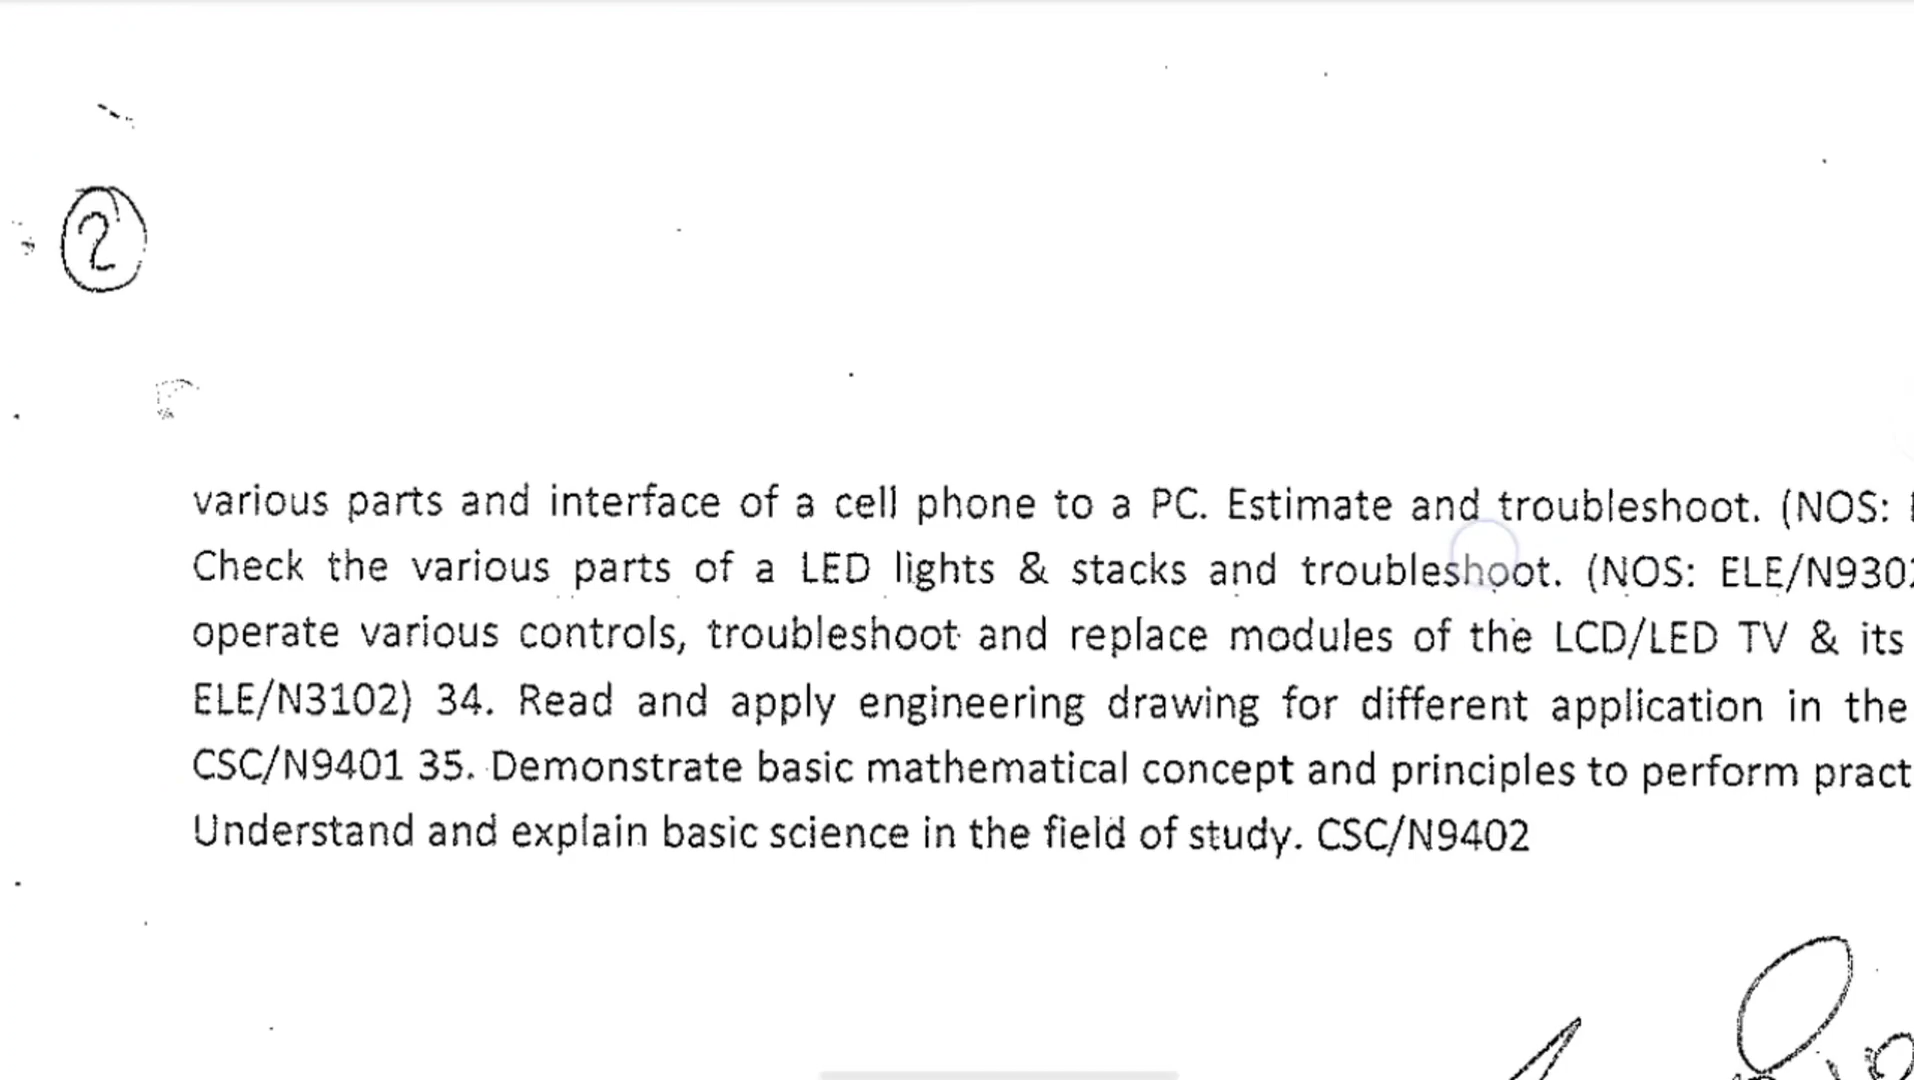 2
various parts and interface of a cell phone to a PC. Estimate and troubleshoot. (NOS:
Check the various parts of a LED lights & stacks and troubleshoot. (NOS: ELE/N930
operate various controls, troubleshoot and replace modules of the LCD/LED TV & its
ELE/N3102) 34. Read and apply engineering drawing for different application in the
CSC/N9401 35. Demonstrate basic mathematical concept and principles to perform pract
Understand and explain basic science in the field of study. CSC/N9402